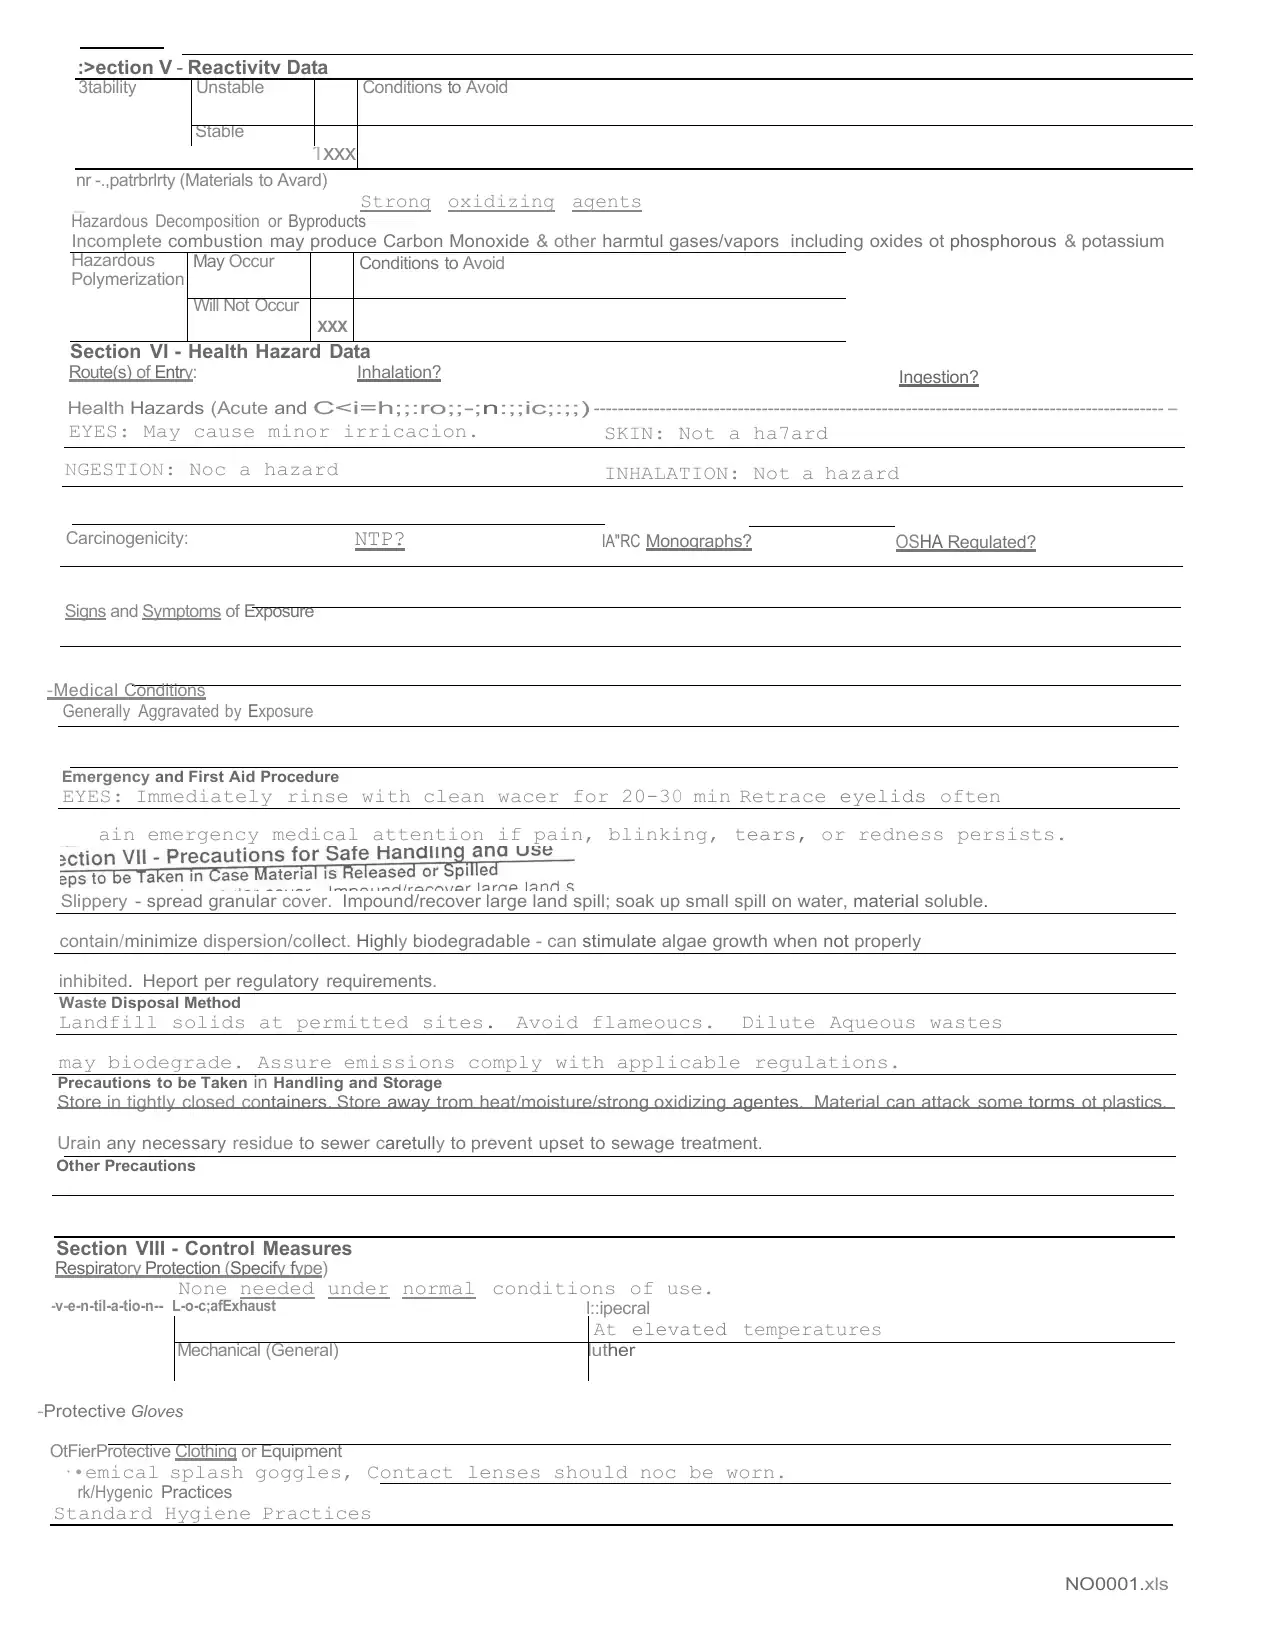 :>ection V - Reactivitv Data
3tability Unstable Conditions to Avoid
Stable
1XXX
nr -.,patrbrlrty (Materials to Avard)
Strong oxidizing agents
Hazardous Decomposition or Byproducts
Incomplete combustion may produce Carbon Monoxide & other harmtul gases/vapors including oxides ot phosphorous & potassium
Hazardous May Occur Conditions to Avoid
Polymerization
Will Not Occur
XXX
Section VI - Health Hazard Data
Route(s) of Entry: Inhalation? Ingestion?
Health Hazards (Acute and C<i=h;;:ro;;-;n:;;ic;:;;)
EYES: May cause minor irricacion. SKIN: Not a ha7ard
NGESTION: Noc a hazard INHALATION: Not a hazard
Carcinogenicity: NTP? IA"RC Monographs? OSHA Regulated?
Signs and Symptoms of Exposure
-Medical Conditions
Generally Aggravated by Exposure
Emergency and First Aid Procedure
EYES: Immediately rinse with clean wacer for 20-30 min Retrace eyelids often
ain emergency medical attention if pain, blinking, tears, or redness persists.
ection VII - Precautions for Safe Handling and Use
eps to be Taken in Case Material is Released or Spilled
Slippery - spread granular cover. Impound/recover large land spill; soak up small spill on water, material soluble.
contain/minimize dispersion/collect. Highly biodegradable - can stimulate algae growth when not properly
inhibited. Heport per regulatory requirements.
Waste Disposal Method
Landfill solids at permitted sites. Avoid flameoucs. Dilute Aqueous wastes
may biodegrade. Assure emissions comply with applicable regulations.
Precautions to be Taken in Handling and Storage
Store in tightly closed containers. Store away trom heat/moisture/strong oxidizing agentes. Material can attack some torms ot plastics.
Urain any necessary residue to sewer caretully to prevent upset to sewage treatment.
Other Precautions
Section VIII - Control Measures
Respiratory Protection (Specify fype)
None needed under normal conditions of use.
-v-e-n-til-a-tio-n-- L-o-c;afExhaust l::ipecral
At elevated temperatures
Mechanical (General) luther
-Protective Gloves
OtFierProtective Clothing or Equipment
·•emical splash goggles, Contact lenses should noc be worn.
rk/Hygenic Practices
Standard Hygiene Practices
NO0001.xls